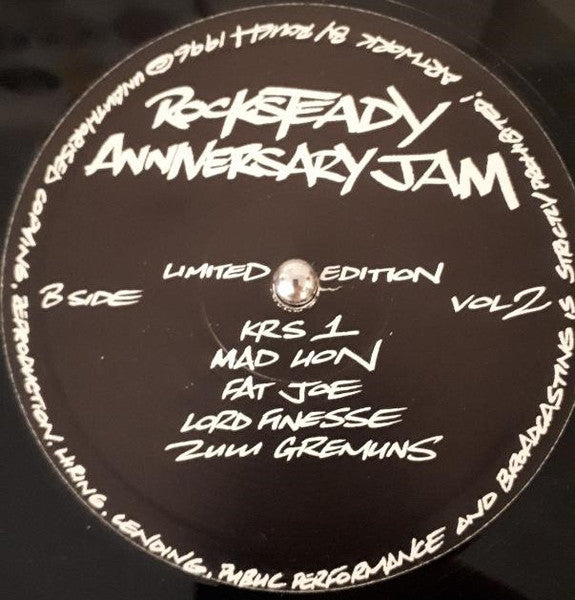 ROCKSTEADY
ANNIVERSARY JAM
LIMITED EDITION
B SIDE
VOL 2
KRS 1
MAD LION
FAT JOE
LORD FINESSE
ZULU GREMLINS
UNAUTHORISED COPYING, REPRODUCTION, HIRING, LENDING, PUBLIC PERFORMANCE AND BROADCASTING IS STRICTLY PROHIBITED! ARTWORK BY 1996 ©